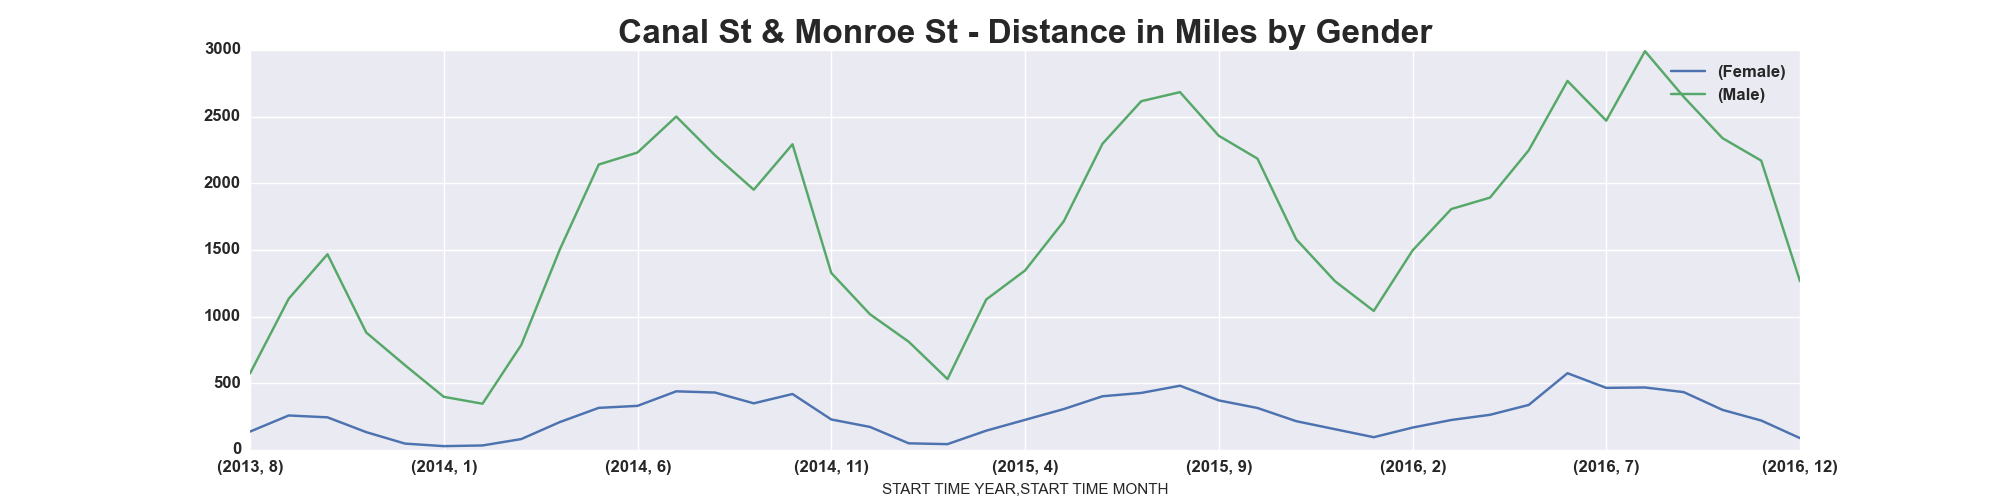 Canal St & Monroe St - Distance in Miles by Gender
3000
2500
2000
1500
1000
500
0
(Female)
(Male)
(2013, 8) (2014, 1) (2014, 6) (2014, 11) (2015, 4) (2015, 9) (2016, 2) (2016, 7) (2016, 12)
START TIME YEAR,START TIME MONTH